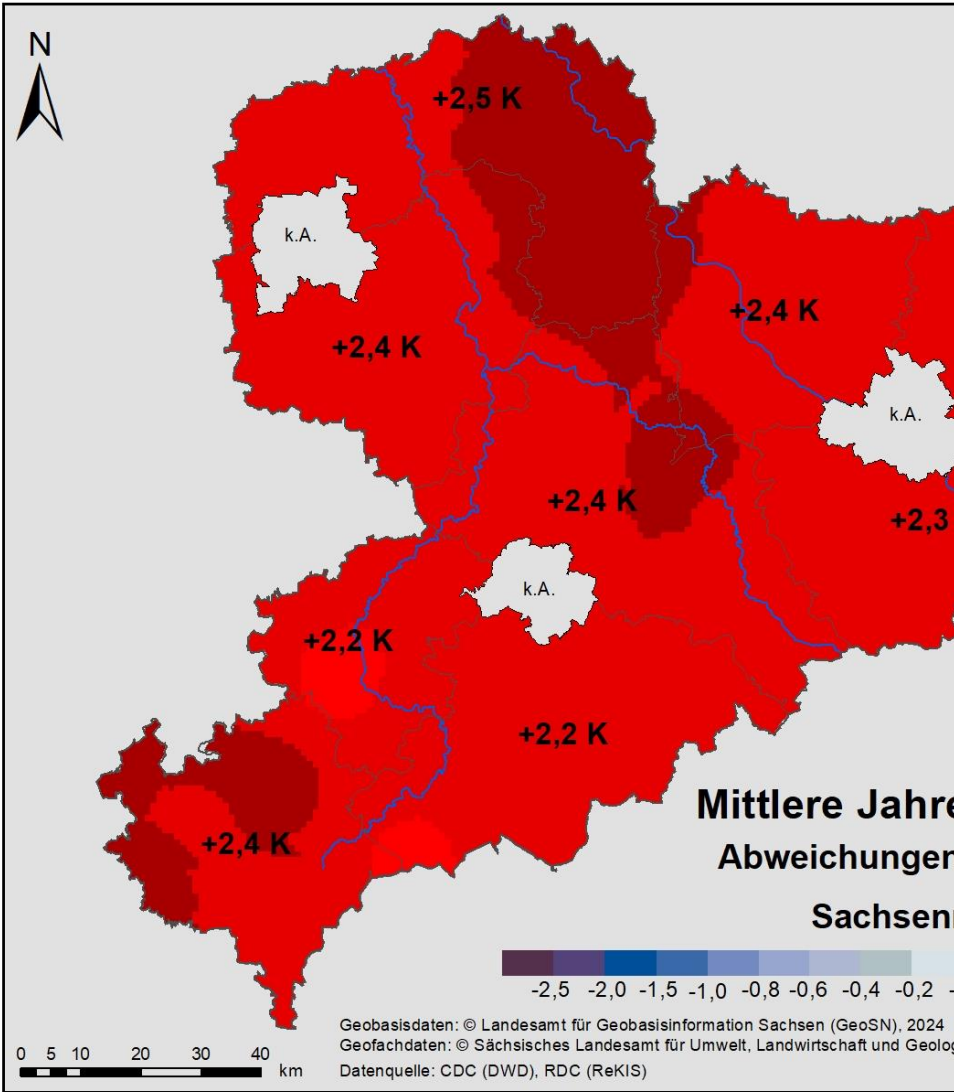 N
+2,5 K
k.A.
+2,4 K
+2,4 K
k.A.
+2,4 K
+2,3
k.A.
+2,2 K
+2,2 K
+2,4 K
Mittlere Jahre
Abweichungen
Sachsen
-2,5 -2,0 -1,5 -1,0 -0,8 -0,6 -0,4 -0,2
Geobasisdaten: © Landesamt für Geobasisinformation Sachsen (GeoSN), 2024
Geofachdaten: © Sächsisches Landesamt für Umwelt, Landwirtschaft und Geolog
0 5 10 20 30 40 km
Datenquelle: CDC (DWD), RDC (ReKIS)